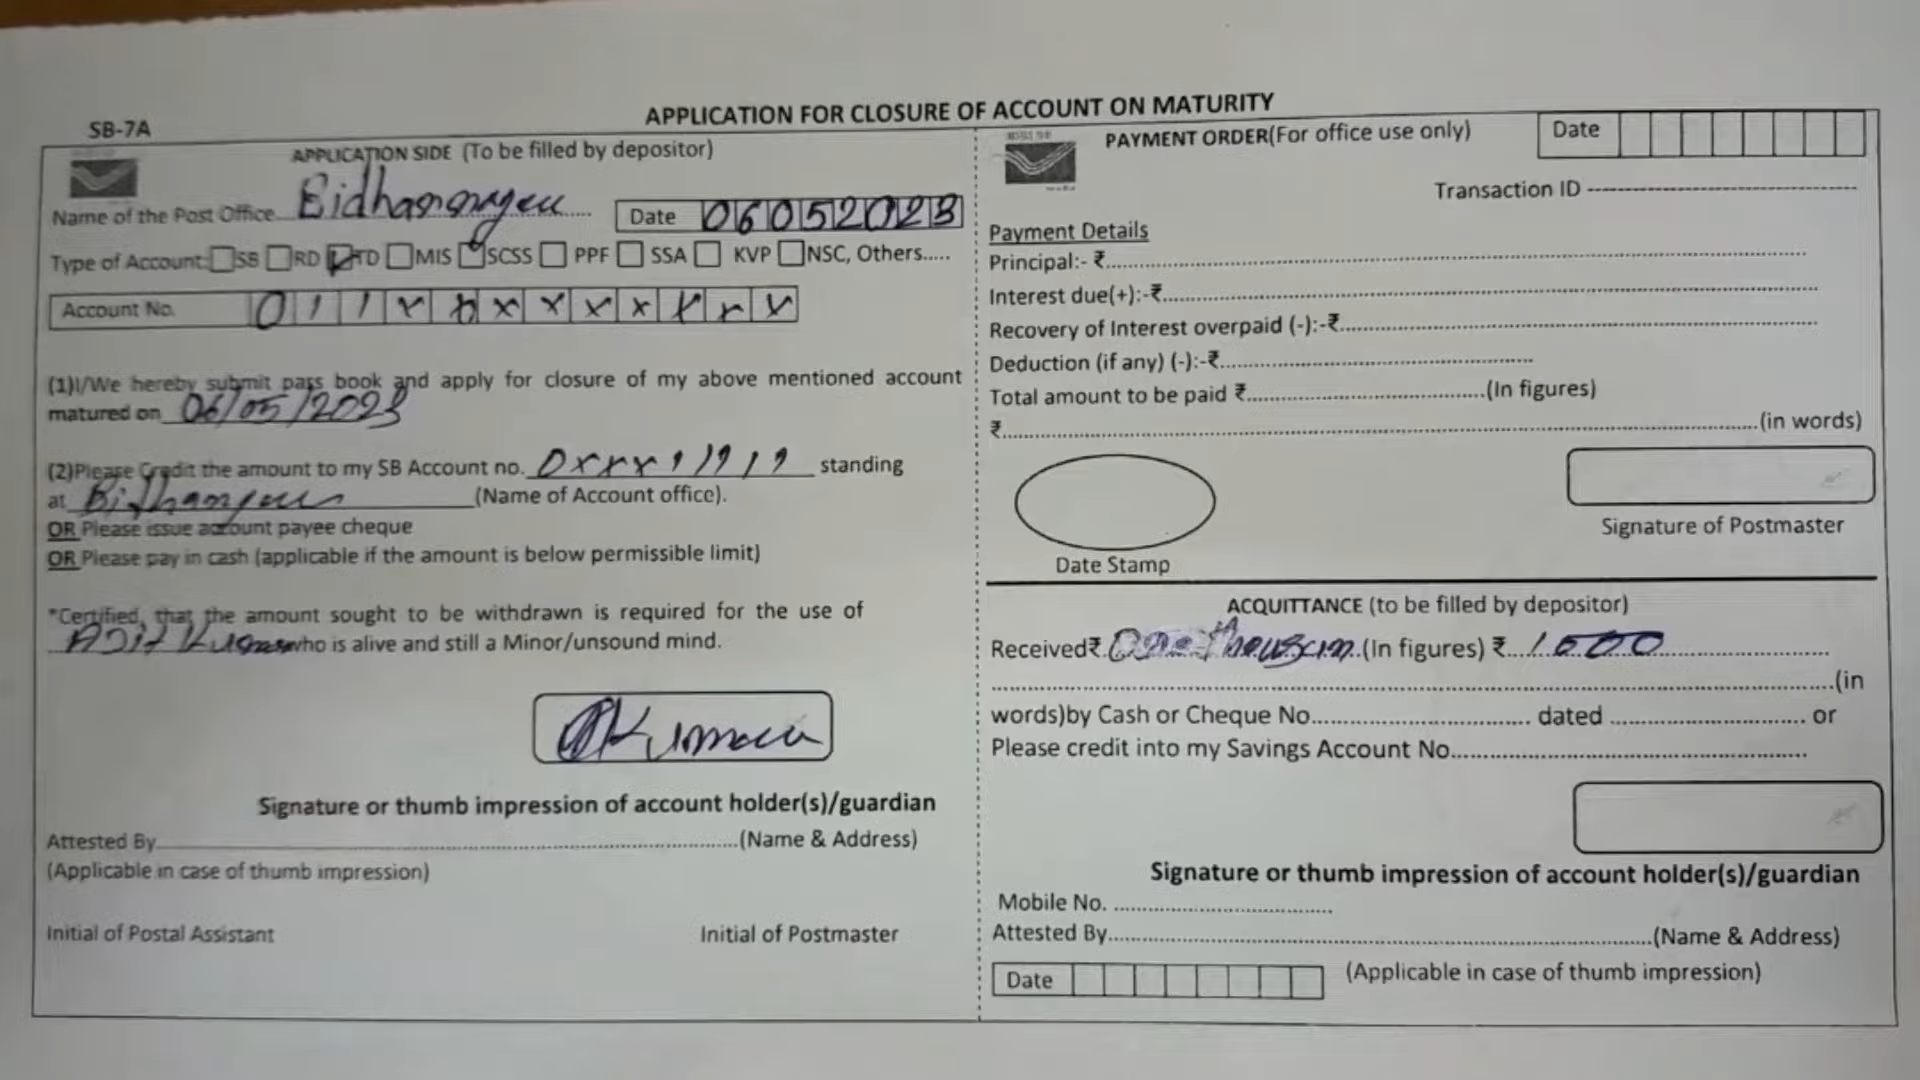 APPLICATION FOR CLOSURE OF ACCOUNT ON MATURITY
SB-7A
APPLICATION SIDE (To be filled by depositor)
Name of the Post Office
Date 06052023
Type of Account: SB RD TD MIS SCSS PPF SSA KVP NSC, Others.....
Account No. 011xxxxxxxxx
(1)I/We hereby submit pass book and apply for closure of my above mentioned account
matured on 06/05/2023
(2)Please Credit the amount to my SB Account no. 0xxx standing
at (Name of Account office).
OR Please issue account payee cheque
OR Please pay in cash (applicable if the amount is below permissible limit)
*Certified, that the amount sought to be withdrawn is required for the use of
who is alive and still a Minor/unsound mind.
Signature or thumb impression of account holder(s)/guardian
Attested By (Name & Address)
(Applicable in case of thumb impression)
Initial of Postal Assistant Initial of Postmaster
PAYMENT ORDER(For office use only)
Date
Transaction ID
Payment Details
Principal:- ₹
Interest due(+):-₹
Recovery of Interest overpaid (-):-₹
Deduction (if any) (-):-₹
Total amount to be paid ₹ (In figures)
₹ (in words)
Signature of Postmaster
Date Stamp
ACQUITTANCE (to be filled by depositor)
Received₹ One (In figures) ₹ 1000
(in
words)by Cash or Cheque No. dated or
Please credit into my Savings Account No.
Signature or thumb impression of account holder(s)/guardian
Mobile No.
Attested By (Name & Address)
Date (Applicable in case of thumb impression)